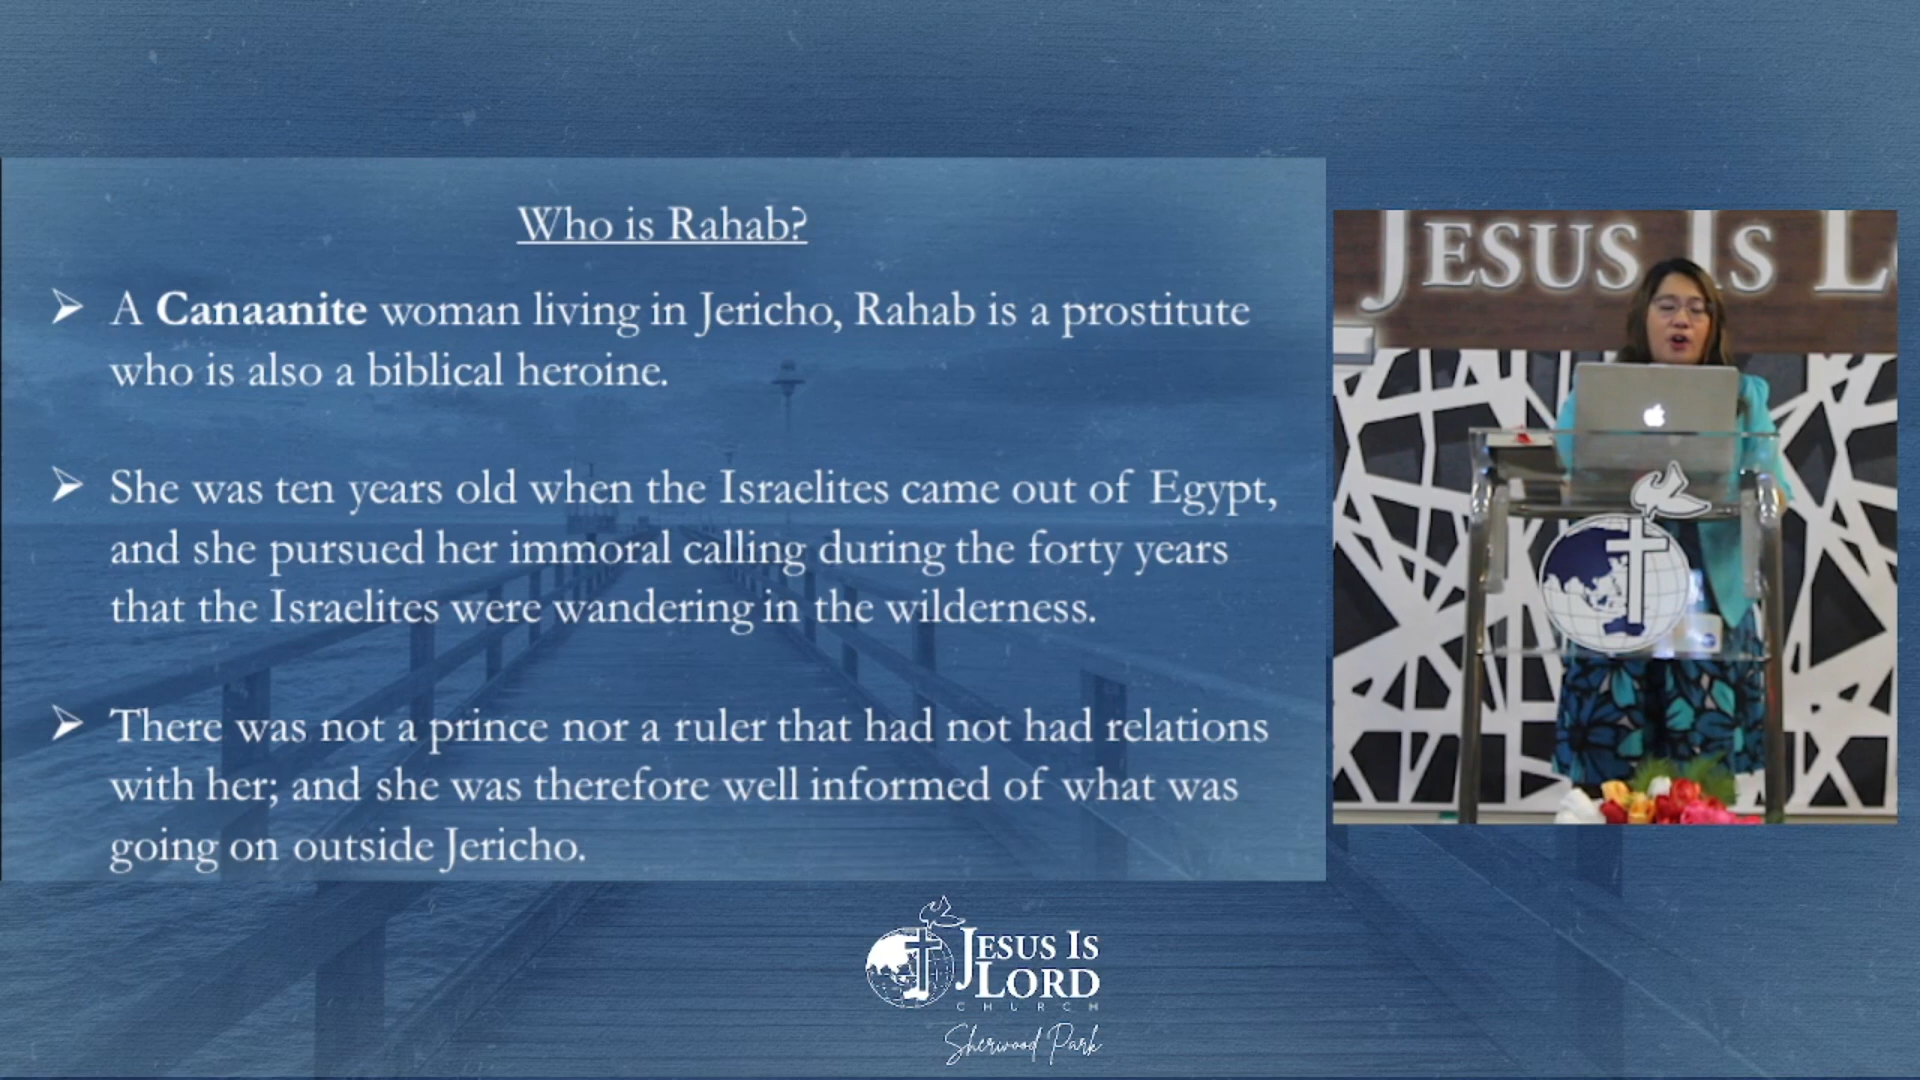 Who is Rahab?
➢ A Canaanite woman living in Jericho, Rahab is a prostitute
who is also a biblical heroine.
➢ She was ten years old when the Israelites came out of Egypt,
and she pursued her immoral calling during the forty years
that the Israelites were wandering in the wilderness.
➢ There was not a prince nor a ruler that had not had relations
with her; and she was therefore well informed of what was
going on outside Jericho.
JESUS IS L
JESUS IS
LORD
CHURCH
Sherwood Park